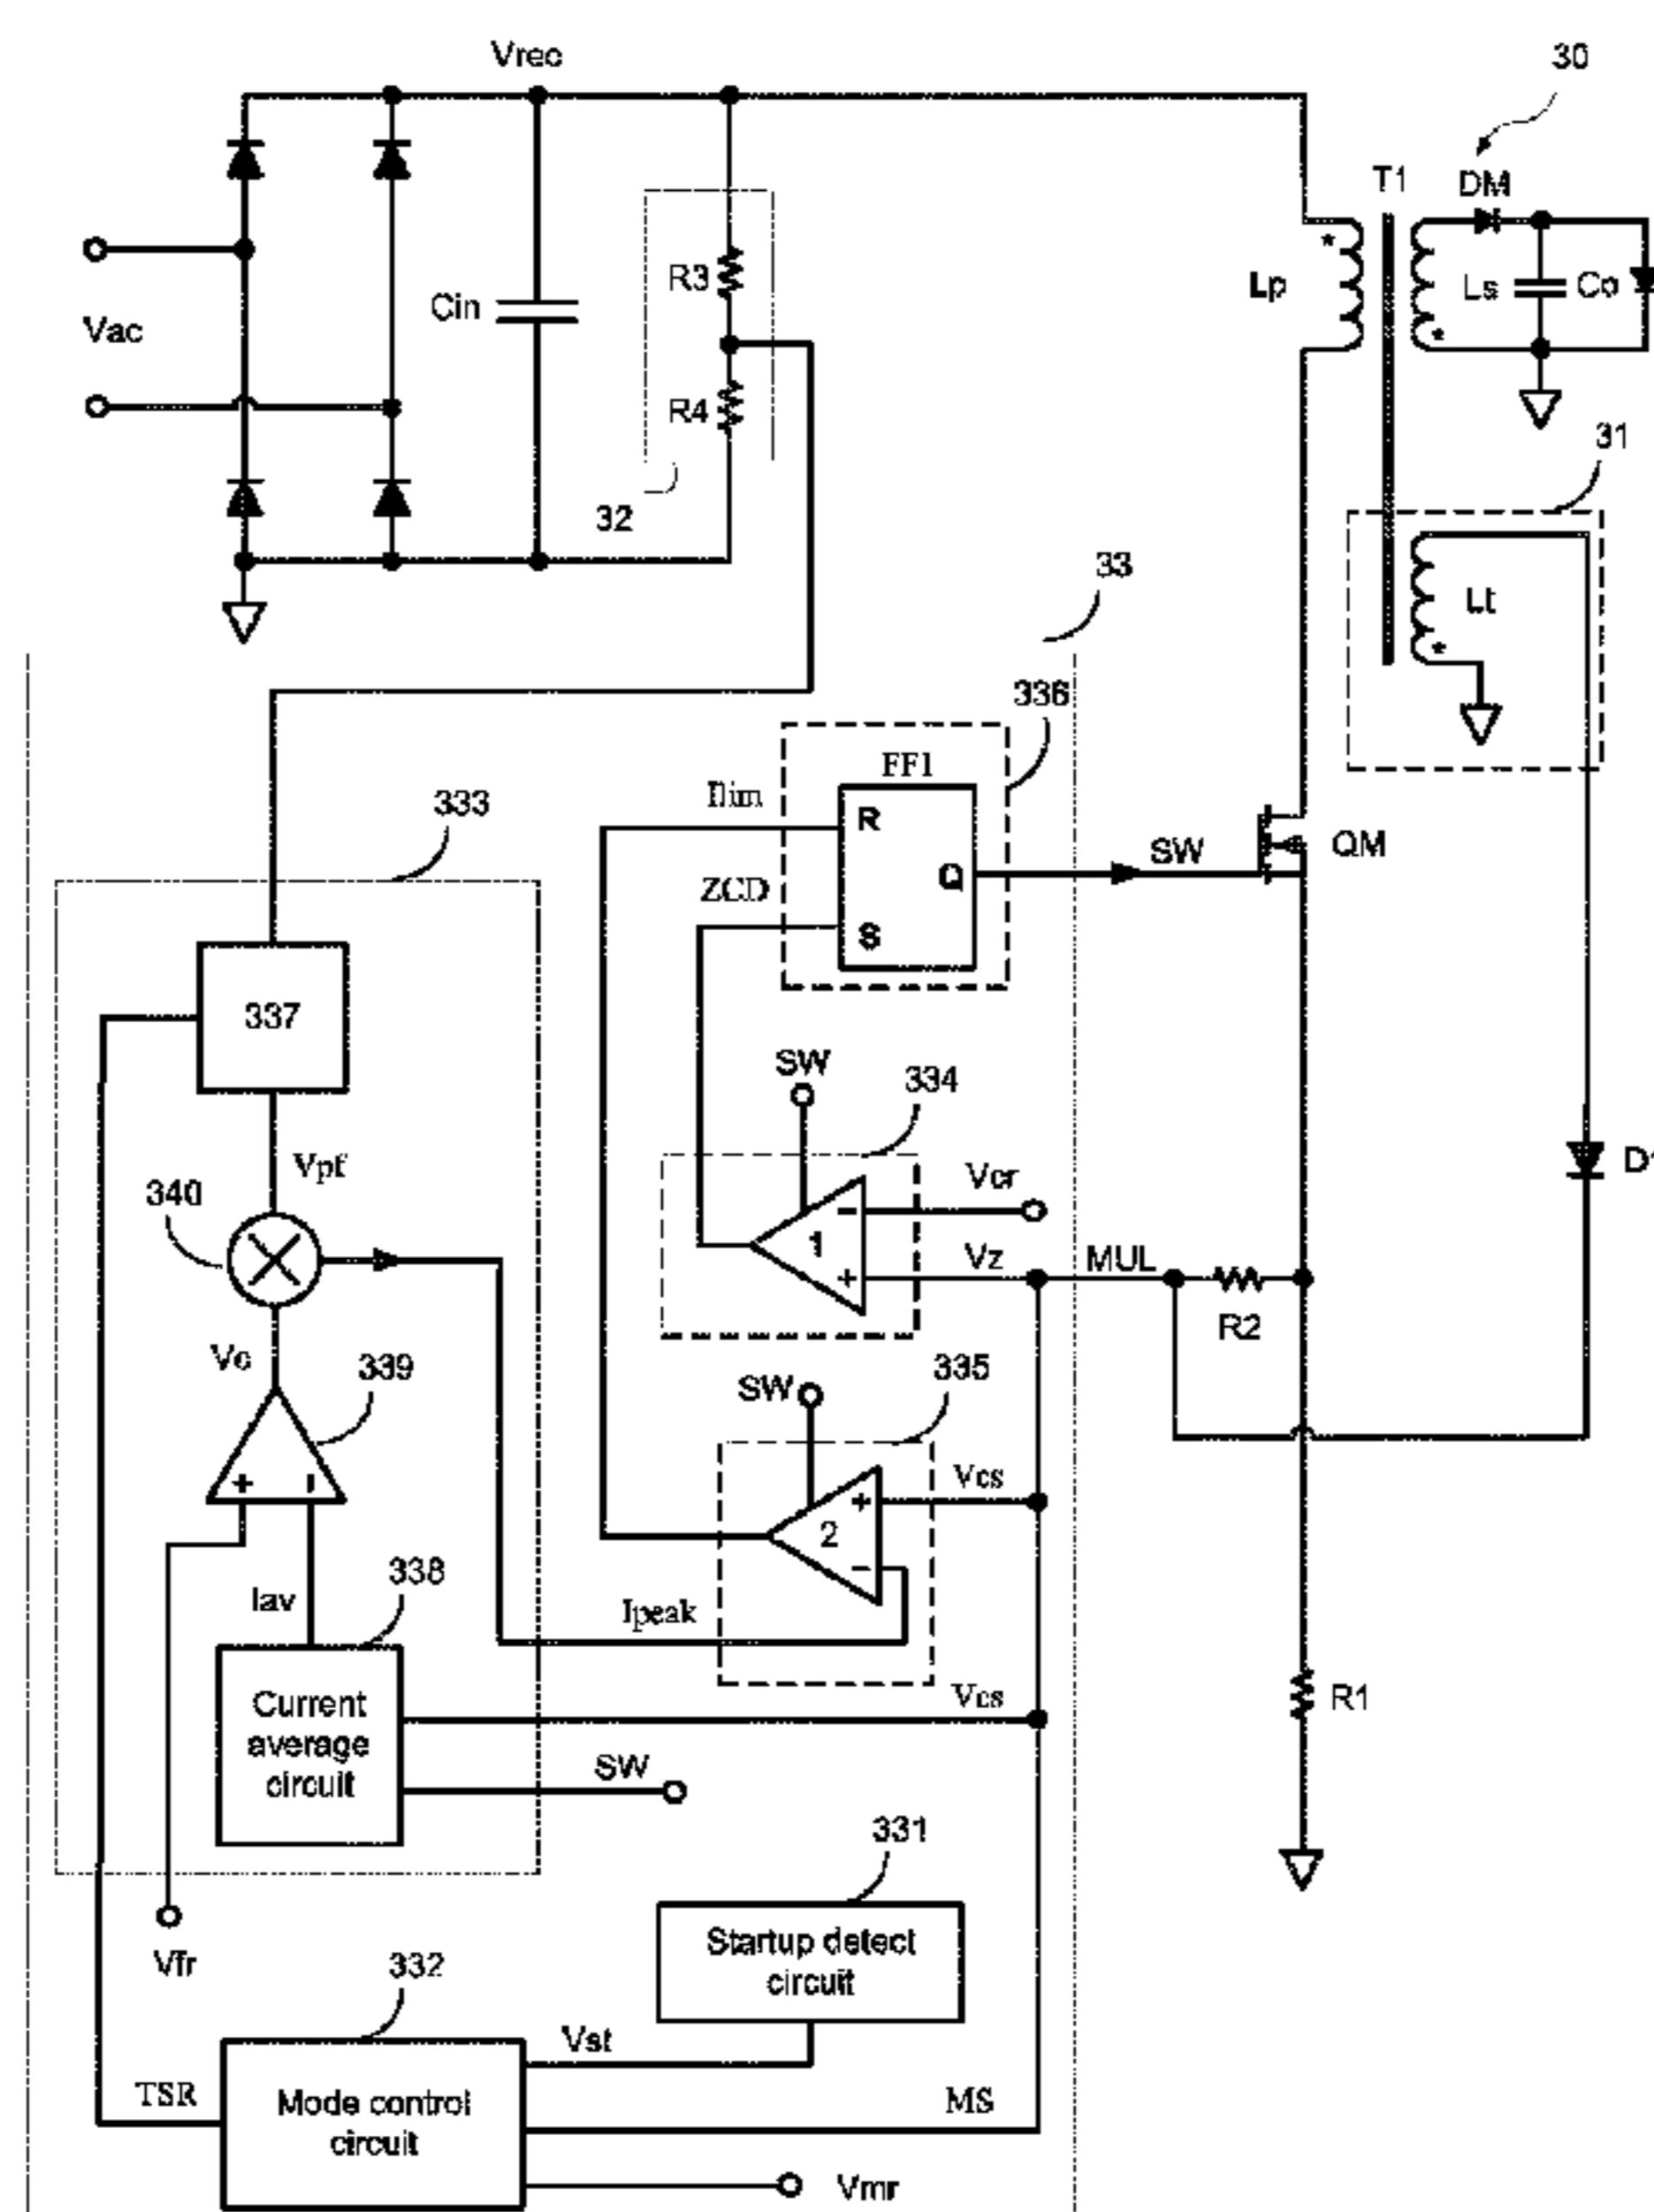 Vrec
30
T1
DM
R3
Lp
Ls
Co
Cin
Vac
R4
31
32
33
Lt
336
FF1
333
Ilim
R
QM
SW
ZCD
Q
S
337
SW
334
Vpf
Vcr
D1
340
1
Vz
MUL
R2
Vc
339
335
SW
Vcs
2
338
Iav
Ipeak
Current
average
circuit
Vcs
R1
SW
331
Startup detect
circuit
Vfr
332
Vst
TSR
Mode control
circuit
MS
Vmr